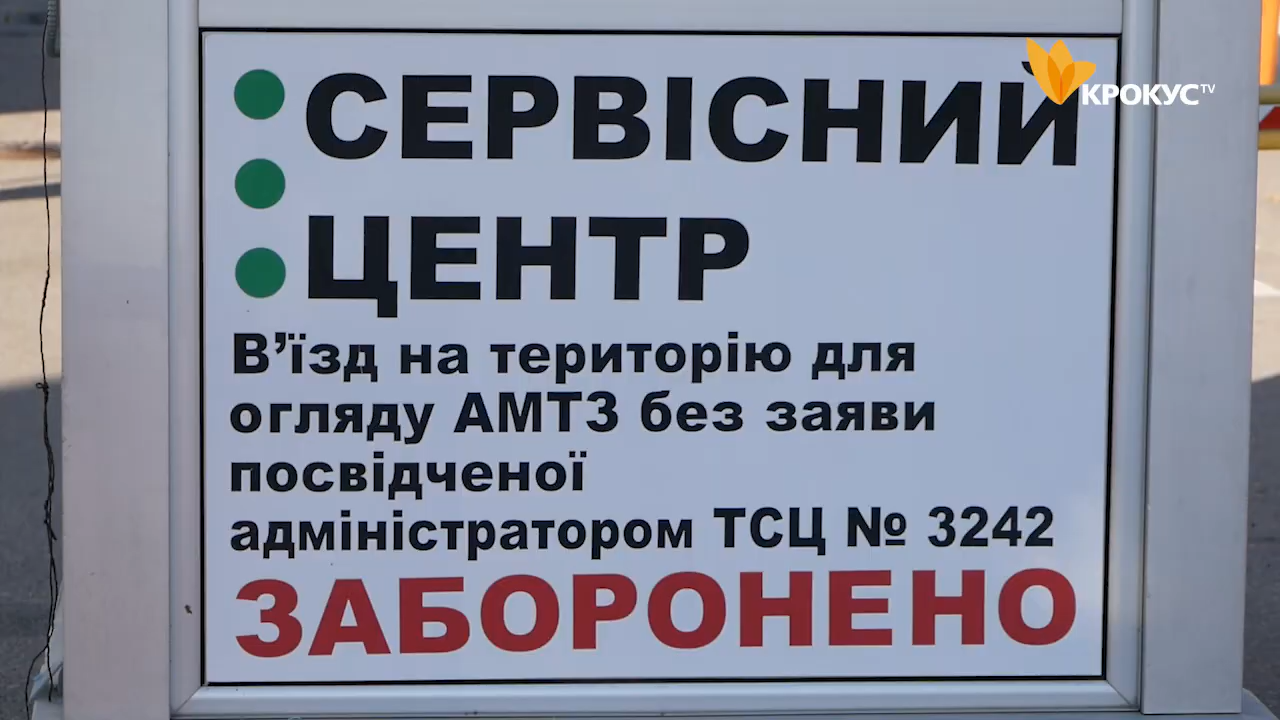 СЕРВІСНИЙ
ЦЕНТР
В’їзд на територію для
огляду АМТЗ без заяви
посвідченої
адміністратором ТСЦ № 3242
ЗАБОРОНЕНО
КРОКУС TV